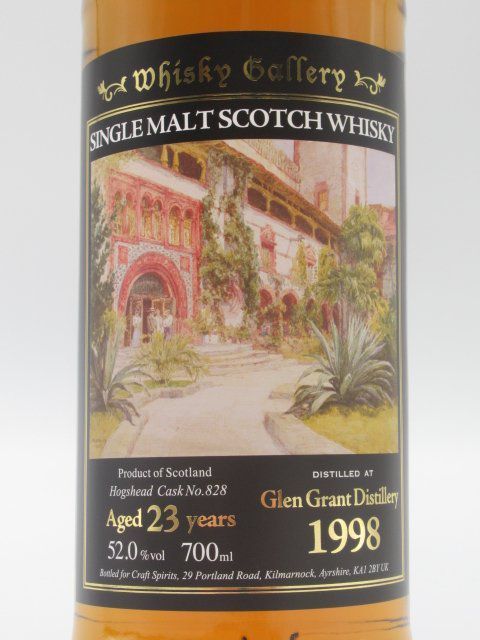 Whisky Gallery
SINGLE MALT SCOTCH WHISKY
Product of Scotland
Hogshead Cask No.828
Aged 23 years
52.0%vol 700ml
DISTILLED AT
Glen Grant Distillery
1998
Bottled for Craft Spirits, 29 Portland Road, Kilmarnock, Ayrshire, KA1 2BY UK